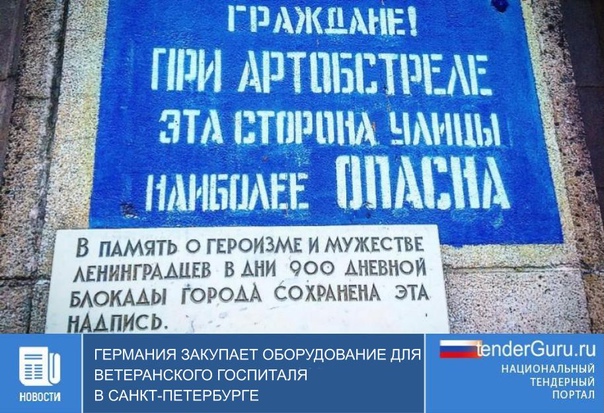 ГРАЖДАНЕ!
ПРИ АРТОБСТРЕЛЕ
ЭТА СТОРОНА УЛИЦЫ
НАИБОЛЕЕ ОПАСНА
В ПАМЯТЬ О ГЕРОИЗМЕ И МУЖЕСТВЕ
ЛЕНИНГРАДЦЕВ В ДНИ 900 ДНЕВНОЙ
БЛОКАДЫ ГОРОДА СОХРАНЕНА ЭТА
НАДПИСЬ.
НОВОСТИ
ГЕРМАНИЯ ЗАКУПАЕТ ОБОРУДОВАНИЕ ДЛЯ
ВЕТЕРАНСКОГО ГОСПИТАЛЯ
В САНКТ-ПЕТЕРБУРГЕ
tenderGuru.ru
НАЦИОНАЛЬНЫЙ
ТЕНДЕРНЫЙ
ПОРТАЛ